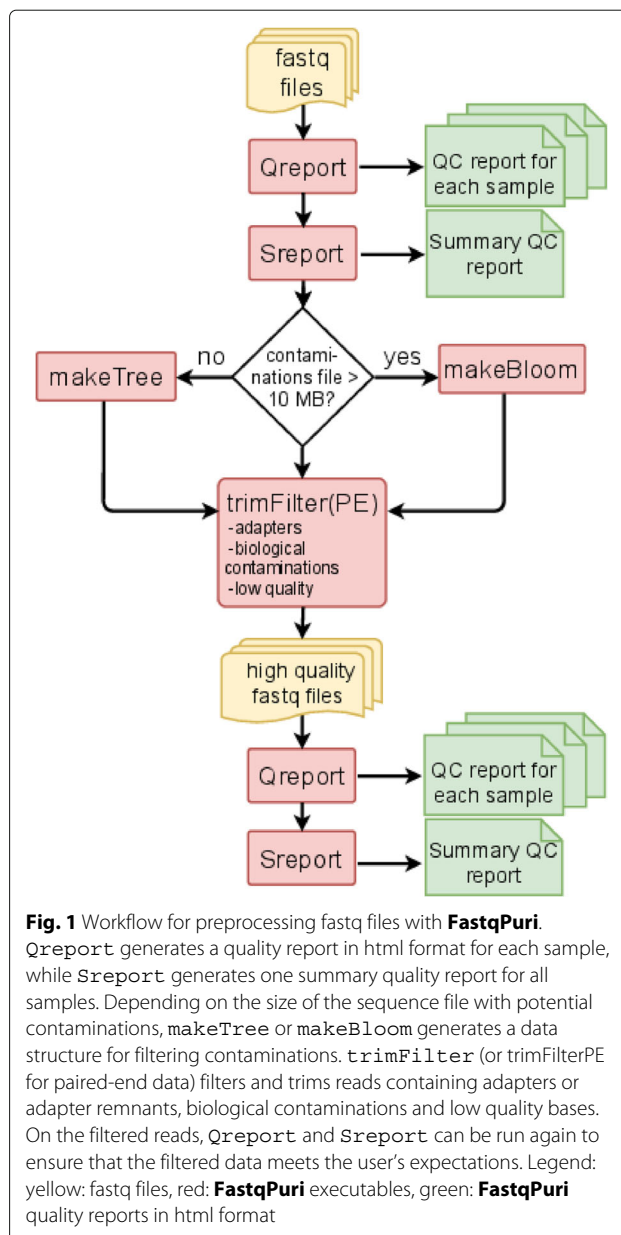 fastq
files
Qreport
QC report for
each sample
Sreport
Summary QC
report
no
contami-
nations file >
10 MB?
yes
makeTree
makeBloom
trimFilter(PE)
-adapters
-biological
contaminations
-low quality
high quality
fastq files
Qreport
QC report for
each sample
Sreport
Summary QC
report
Fig. 1 Workflow for preprocessing fastq files with FastqPuri.
Qreport generates a quality report in html format for each sample,
while Sreport generates one summary quality report for all
samples. Depending on the size of the sequence file with potential
contaminations, makeTree or makeBloom generates a data
structure for filtering contaminations. trimFilter (or trimFilterPE
for paired-end data) filters and trims reads containing adapters or
adapter remnants, biological contaminations and low quality bases.
On the filtered reads, Qreport and Sreport can be run again to
ensure that the filtered data meets the user's expectations. Legend:
yellow: fastq files, red: FastqPuri executables, green: FastqPuri
quality reports in html format